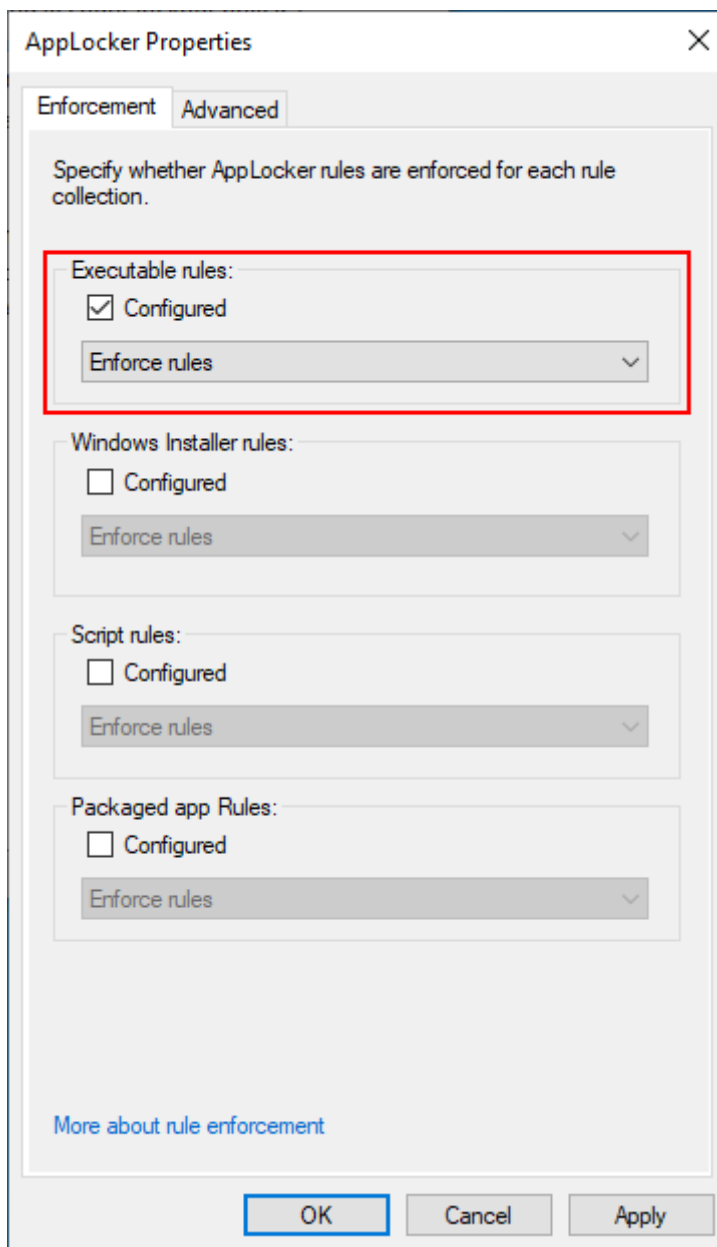 AppLocker Properties
Enforcement
Advanced
Specify whether AppLocker rules are enforced for each rule
collection.
Executable rules:
Configured
Enforce rules
Windows Installer rules:
Configured
Enforce rules
Script rules:
Configured
Enforce rules
Packaged app Rules:
Configured
Enforce rules
More about rule enforcement
OK
Cancel
Apply